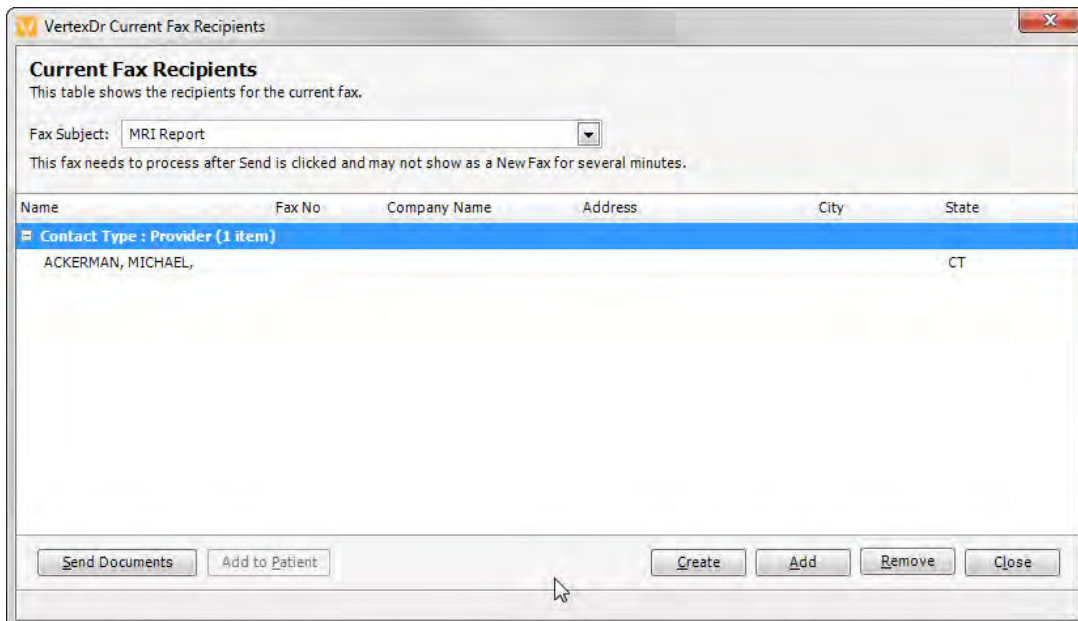 VertexDr Current Fax Recipients
Current Fax Recipients
This table shows the recipients for the current fax.
Fax Subject: MRI Report
This fax needs to process after Send is clicked and may not show as a New Fax for several minutes.
Name Fax No Company Name Address City State
Contact Type : Provider (1 item)
ACKERMAN, MICHAEL, CT
Send Documents Add to Patient Create Add Remove Close